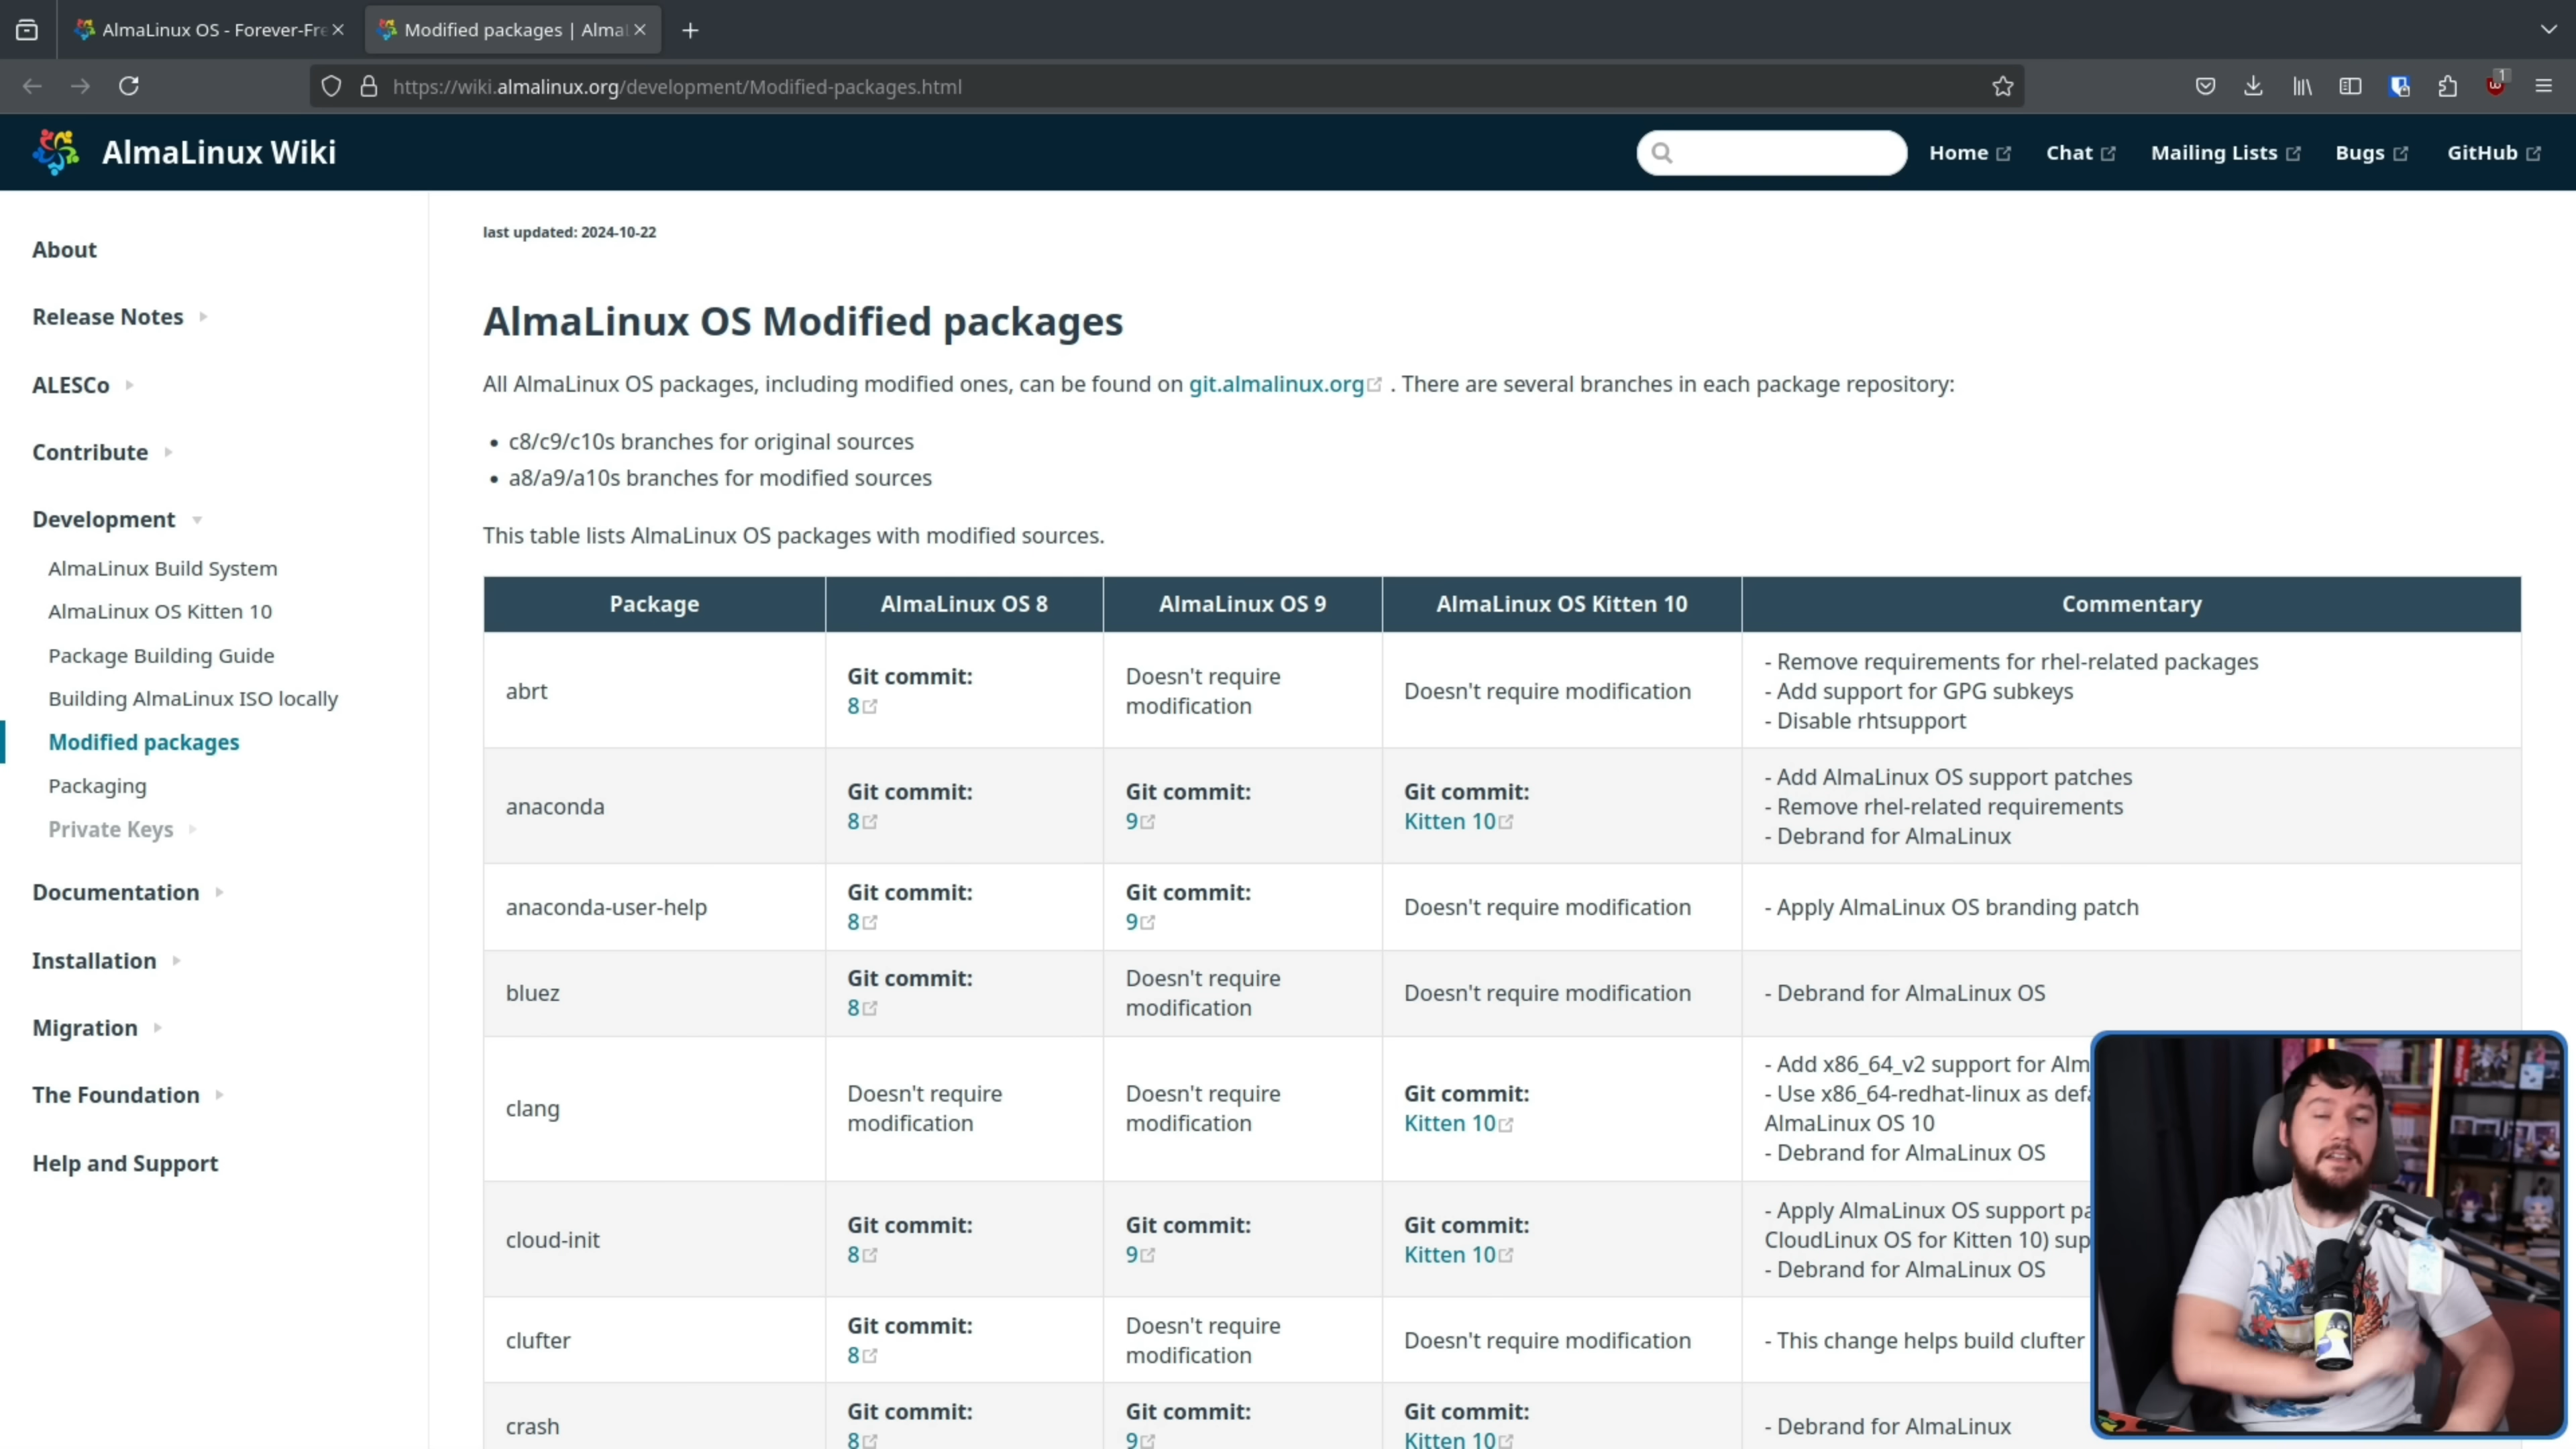 AlmaLinux OS - Forever-Fre
Modified packages | Alma
https://wiki.almalinux.org/development/Modified-packages.html
1
AlmaLinux Wiki
Home
Chat
Mailing Lists
Bugs
GitHub
About
Release Notes
ALESCo
Contribute
Development
AlmaLinux Build System
AlmaLinux OS Kitten 10
Package Building Guide
Building AlmaLinux ISO locally
Modified packages
Packaging
Private Keys
Documentation
Installation
Migration
The Foundation
Help and Support
last updated: 2024-10-22
AlmaLinux OS Modified packages
All AlmaLinux OS packages, including modified ones, can be found on git.almalinux.org . There are several branches in each package repository:
• c8/c9/c10s branches for original sources
• a8/a9/a10s branches for modified sources
This table lists AlmaLinux OS packages with modified sources.
Package
AlmaLinux OS 8
AlmaLinux OS 9
AlmaLinux OS Kitten 10
Commentary
abrt
Git commit:
8
Doesn't require
modification
Doesn't require modification
- Remove requirements for rhel-related packages
- Add support for GPG subkeys
- Disable rhtsupport
anaconda
Git commit:
8
Git commit:
9
Git commit:
Kitten 10
- Add AlmaLinux OS support patches
- Remove rhel-related requirements
- Debrand for AlmaLinux
anaconda-user-help
Git commit:
8
Git commit:
9
Doesn't require modification
- Apply AlmaLinux OS branding patch
bluez
Git commit:
8
Doesn't require
modification
Doesn't require modification
- Debrand for AlmaLinux OS
clang
Doesn't require
modification
Doesn't require
modification
Git commit:
Kitten 10
- Add x86_64_v2 support for Alm
- Use x86_64-redhat-linux as defa
AlmaLinux OS 10
- Debrand for AlmaLinux OS
cloud-init
Git commit:
8
Git commit:
9
Git commit:
Kitten 10
- Apply AlmaLinux OS support pa
CloudLinux OS for Kitten 10) sup
- Debrand for AlmaLinux OS
clufter
Git commit:
8
Doesn't require
modification
Doesn't require modification
- This change helps build clufter
crash
Git commit:
8
Git commit:
9
Git commit:
Kitten 10
- Debrand for AlmaLinux